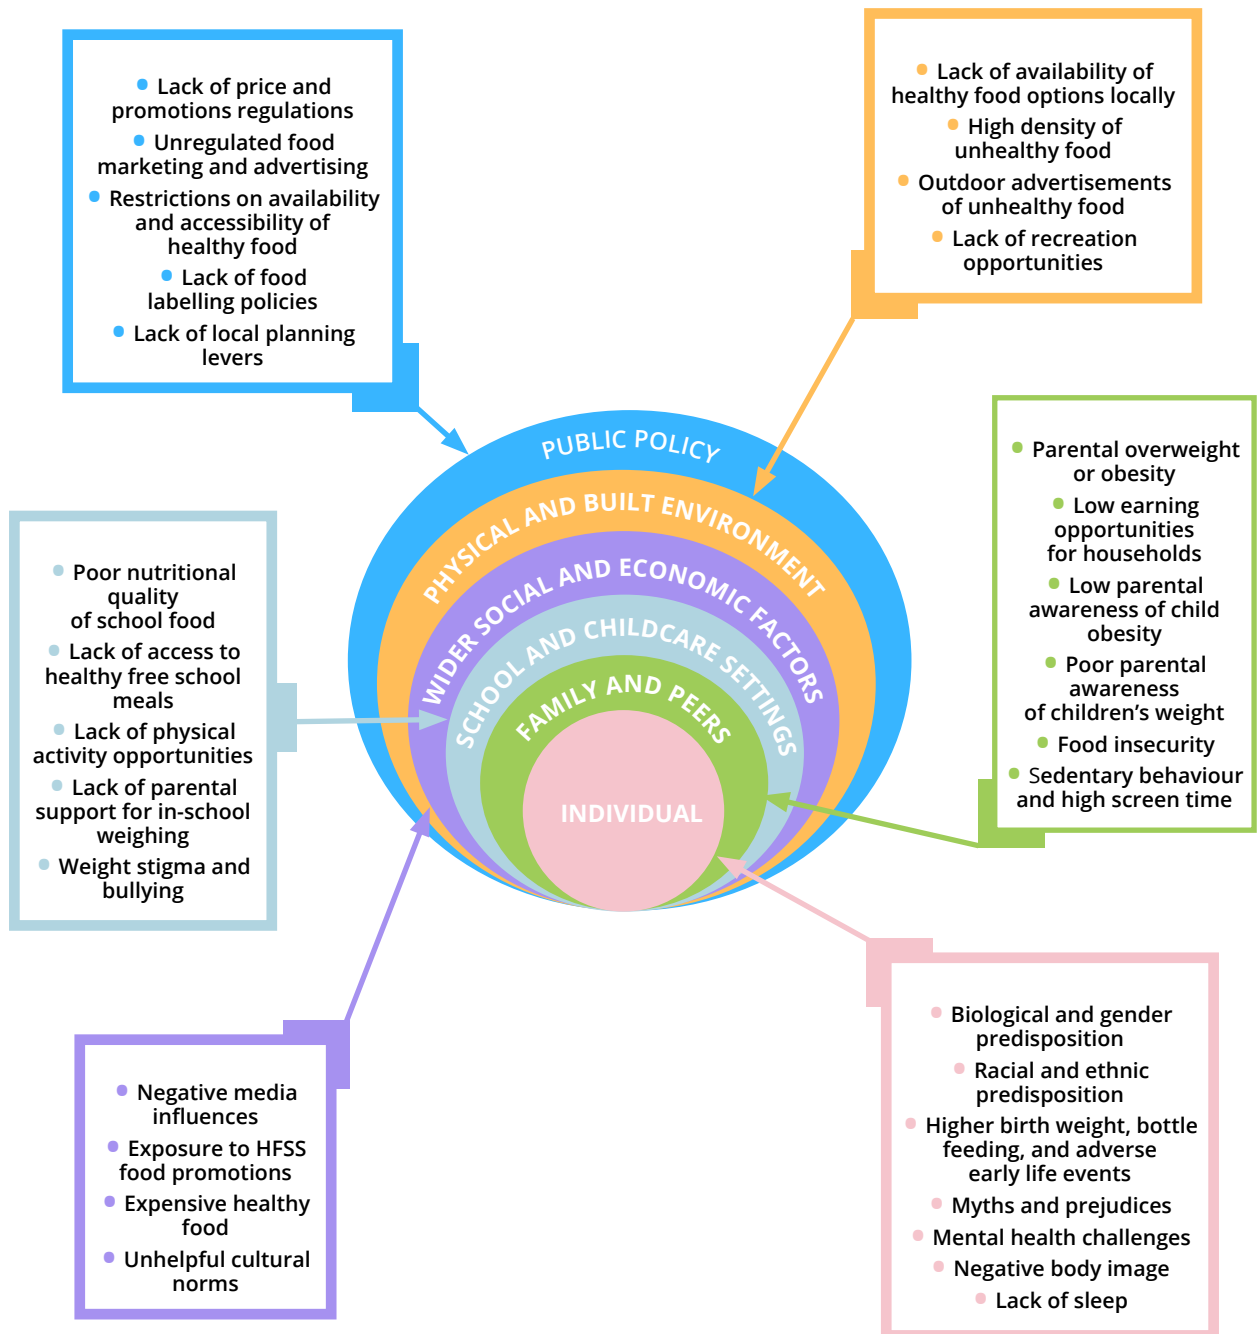 • Lack of price and
promotions regulations
• Unregulated food
marketing and advertising
• Restrictions on availability
and accessibility of
healthy food
• Lack of food
labelling policies
• Lack of local planning
levers
• Lack of availability of
healthy food options locally
• High density of
unhealthy food
• Outdoor advertisements
of unhealthy food
• Lack of recreation
opportunities
PUBLIC POLICY
PHYSICAL AND BUILT ENVIRONMENT
WIDER SOCIAL AND ECONOMIC FACTORS
SCHOOL AND CHILDCARE SETTINGS
FAMILY AND PEERS
INDIVIDUAL
• Parental overweight
or obesity
• Low earning
opportunities
for households
• Low parental
awareness of child
obesity
• Poor parental
awareness
of children’s weight
• Food insecurity
• Sedentary behaviour
and high screen time
• Poor nutritional
quality
of school food
• Lack of access to
healthy free school
meals
• Lack of physical
activity opportunities
• Lack of parental
support for in-school
weighing
• Weight stigma and
bullying
• Negative media
influences
• Exposure to HFSS
food promotions
• Expensive healthy
food
• Unhelpful cultural
norms
• Biological and gender
predisposition
• Racial and ethnic
predisposition
• Higher birth weight, bottle
feeding, and adverse
early life events
• Myths and prejudices
• Mental health challenges
• Negative body image
• Lack of sleep